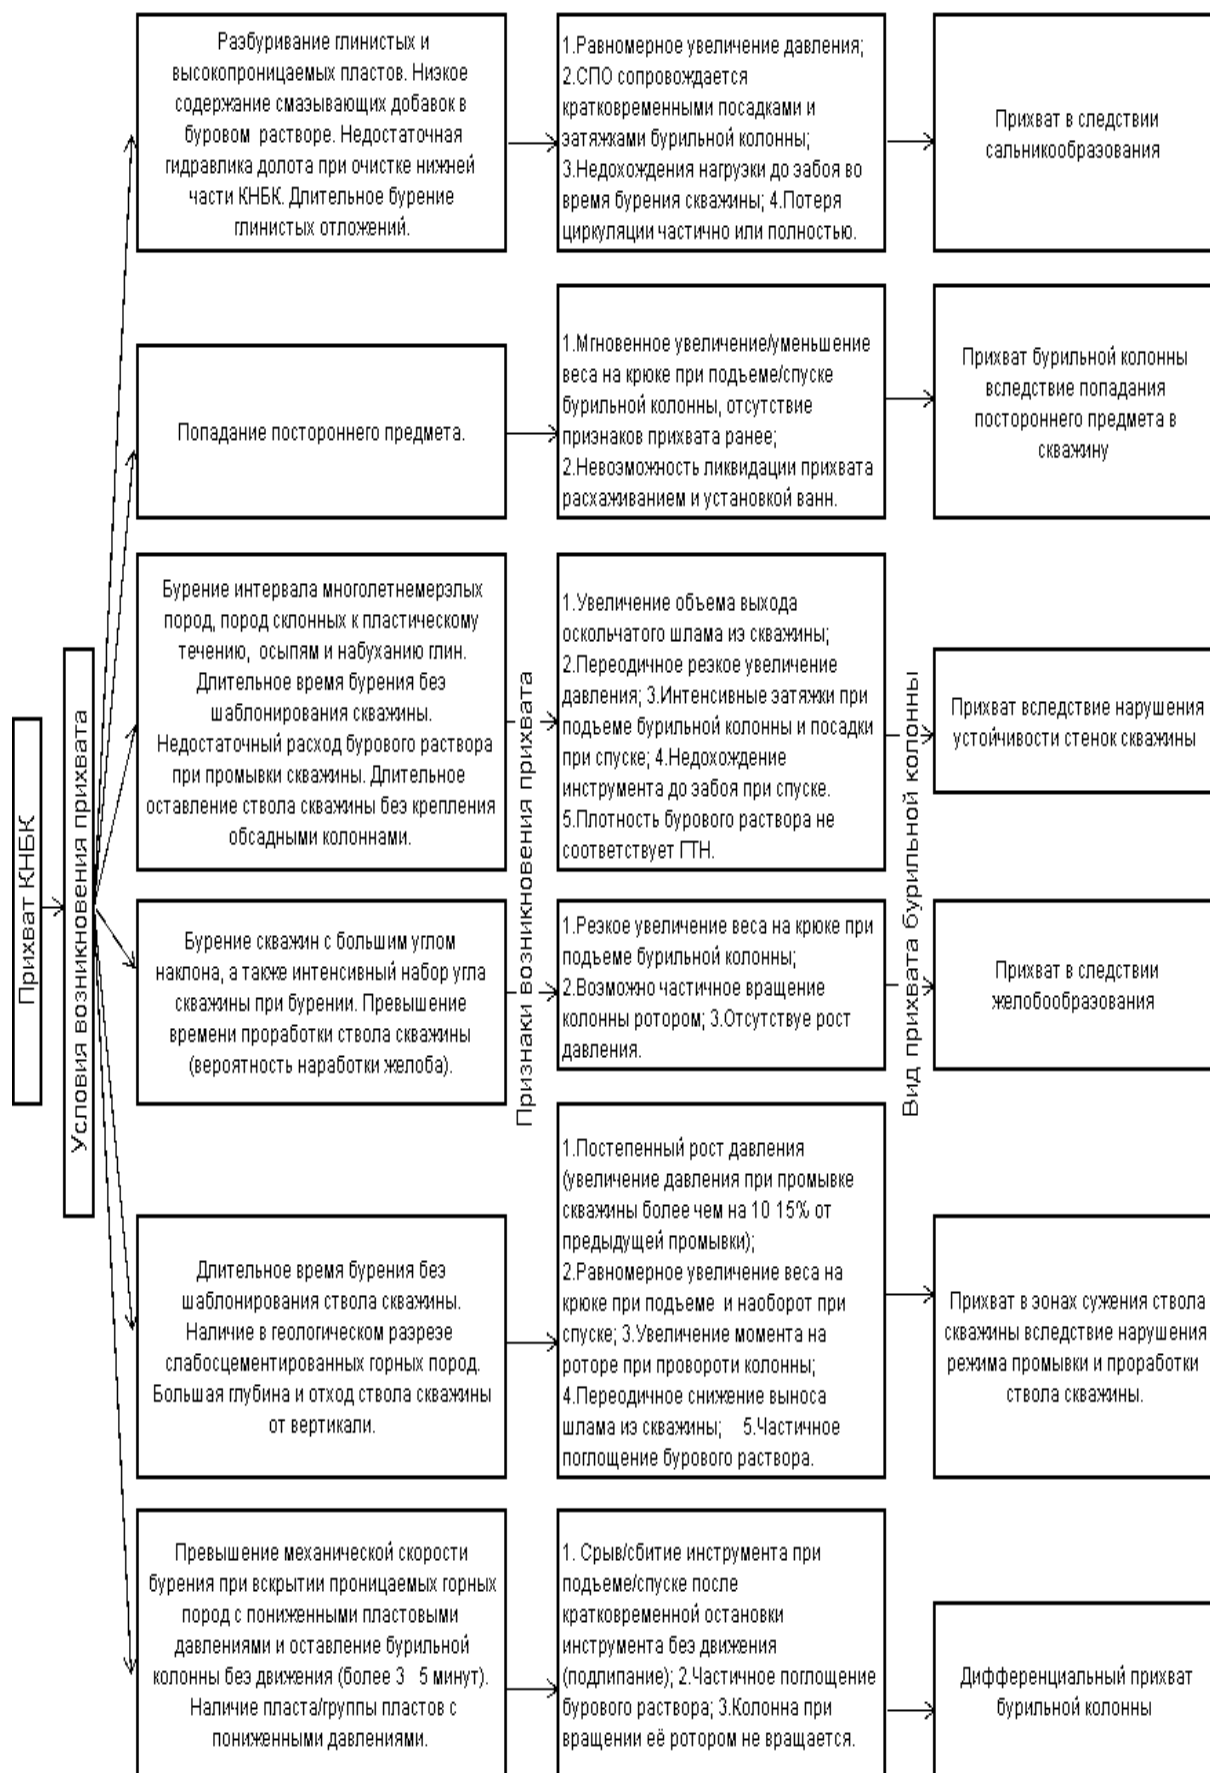 Прихват КНБК
Условия возникновения прихвата
Разбуривание глинистых и
высокопроницаемых пластов. Низкое
содержание смазывающих добавок в
буровом растворе. Недостаточная
гидравлика долота при очистке нижней
части КНБК. Длительное бурение
глинистых отложений.
1.Равномерное увеличение давления;
2.СПО сопровождается
кратковременными посадками и
затяжками бурильной колонны;
3.Недохождения нагрузки до забоя во
время бурения скважины; 4.Потеря
циркуляции частично или полностью.
Прихват в следствии
сальникообразования
Попадание постороннего предмета.
1.Мгновенное увеличение/уменьшение
веса на крюке при подъеме/спуске
бурильной колонны, отсутствие
признаков прихвата ранее;
2.Невозможность ликвидации прихвата
расхаживанием и установкой ванн.
Прихват бурильной колонны
вследствие попадания
постороннего предмета в
скважину
Бурение интервала многолетнемерзлых
пород, пород склонных к пластическому
течению, осыпям и набуханию глин.
Длительное время бурения без
шаблонирования скважины.
Недостаточный расход бурового раствора
при промывки скважины. Длительное
оставление ствола скважины без крепления
обсадными колоннами.
Признаки возникновения прихвата
1.Увеличение объема выхода
оскольчатого шлама из скважины;
2.Переодичное резкое увеличение
давления; 3.Интенсивные затяжки при
подъеме бурильной колонны и посадки
при спуске; 4.Недохождение
инструмента до забоя при спуске.
5.Плотность бурового раствора не
соответствует ГТН.
Вид прихвата бурильной колонны
Прихват вследствие нарушения
устойчивости стенок скважины
Бурение скважин с большим углом
наклона, а также интенсивный набор угла
скважины при бурении. Превышение
времени проработки ствола скважины
(вероятность наработки желоба).
1.Резкое увеличение веса на крюке при
подъеме бурильной колонны;
2.Возможно частичное вращение
колонны ротором; 3.Отсутствуе рост
давления.
Прихват в следствии
желобообразования
Длительное время бурения без
шаблонирования ствола скважины.
Наличие в геологическом разрезе
слабосцементированных горных пород.
Большая глубина и отход ствола скважины
от вертикали.
1.Постепенный рост давления
(увеличение давления при промывке
скважины более чем на 10 15% от
предыдущей промывки);
2.Равномерное увеличение веса на
крюке при подъеме и наоборот при
спуске; 3.Увеличение момента на
роторе при провороти колонны;
4.Переодичное снижение выноса
шлама из скважины; 5.Частичное
поглощение бурового раствора.
Прихват в зонах сужения ствола
скважины вследствие нарушения
режима промывки и проработки
ствола скважины.
Превышение механической скорости
бурения при вскрытии проницаемых горных
пород с пониженными пластовыми
давлениями и оставление бурильной
колонны без движения (более 3 5 минут).
Наличие пласта/группы пластов с
пониженными давлениями.
1. Срыв/сбитие инструмента при
подъеме/спуске после
кратковременной остановки
инструмента без движения
(подлипание); 2.Частичное поглощение
бурового раствора; 3.Колонна при
вращении её ротором не вращается.
Дифференциальный прихват
бурильной колонны